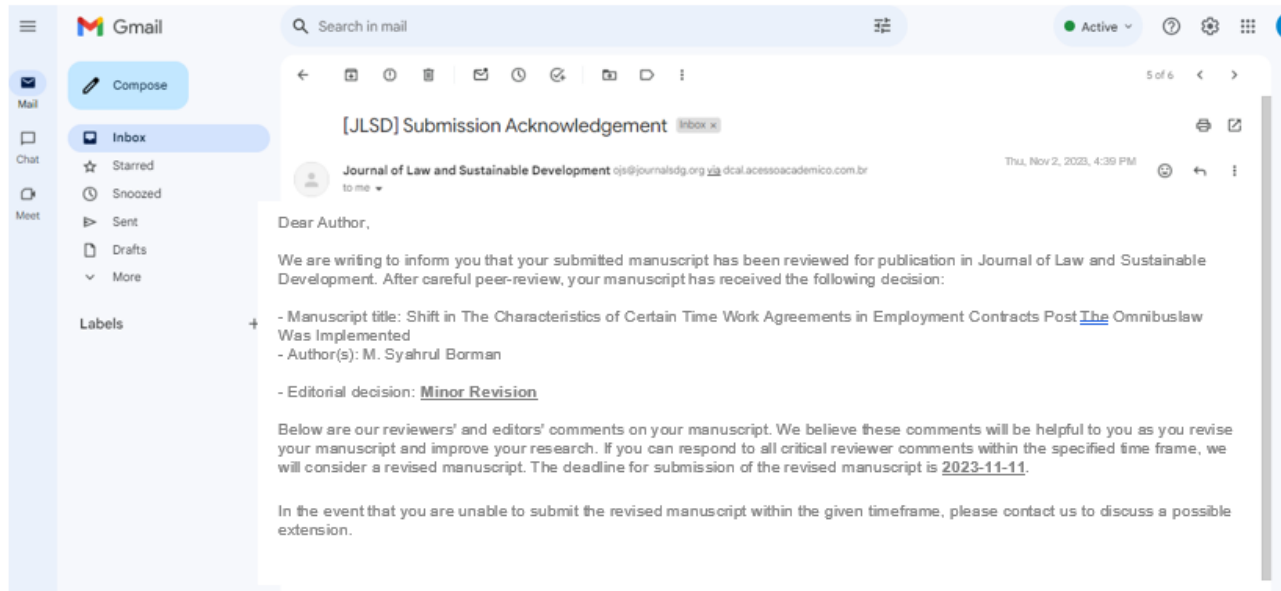 Gmail
Search in mail
Active
Mail
Compose
5 of 6
[JLSD] Submission Acknowledgement Inbox x
Inbox
Chat
Starred
Journal of Law and Sustainable Development ojs@journalsdg.org via dcal.acessoacademico.com.br
Thu, Nov 2, 2023, 4:39 PM
to me
Snoozed
Meet
Sent
Drafts
More
Labels +
Dear Author,
We are writing to inform you that your submitted manuscript has been reviewed for publication in Journal of Law and Sustainable
Development. After careful peer-review, your manuscript has received the following decision:
- Manuscript title: Shift in The Characteristics of Certain Time Work Agreements in Employment Contracts Post The Omnibuslaw
Was Implemented
- Author(s): M. Syahrul Borman
- Editorial decision: Minor Revision
Below are our reviewers' and editors' comments on your manuscript. We believe these comments will be helpful to you as you revise
your manuscript and improve your research. If you can respond to all critical reviewer comments within the specified time frame, we
will consider a revised manuscript. The deadline for submission of the revised manuscript is 2023-11-11.
In the event that you are unable to submit the revised manuscript within the given timeframe, please contact us to discuss a possible
extension.